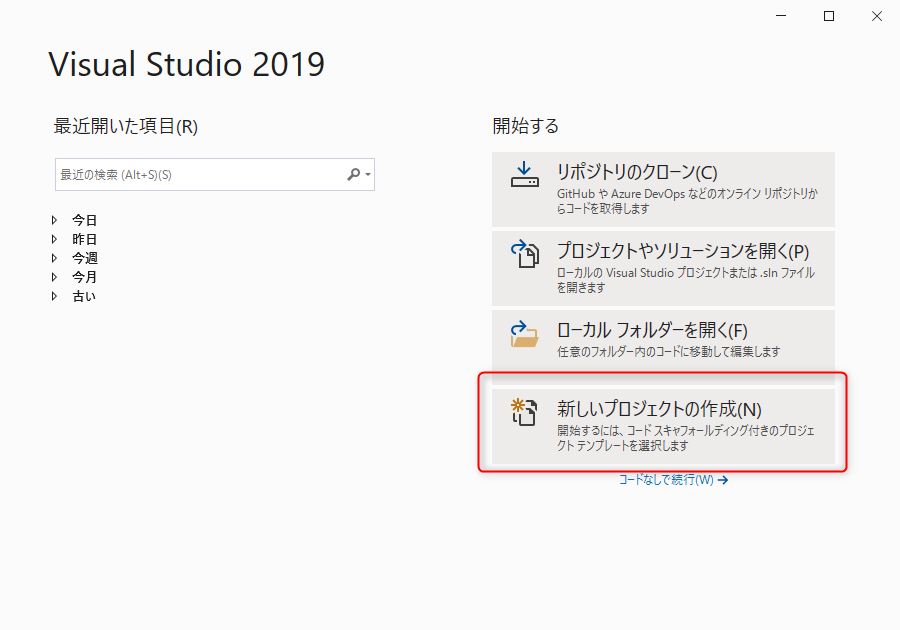 Visual Studio 2019
最近開いた項目(R)
最近の検索 (Alt+S)(S)
今日
昨日
今週
今月
古い
開始する
リポジトリのクローン(C)
GitHub や Azure DevOps などのオンライン リポジトリか
らコードを取得します
プロジェクトやソリューションを開く(P)
ローカルの Visual Studio プロジェクトまたは .sln ファイル
を開きます
ローカル フォルダーを開く(F)
任意のフォルダー内のコードに移動して編集します
新しいプロジェクトの作成(N)
開始するには、コード スキャフォールディング付きのプロジェ
クト テンプレートを選択します
コードなしで続行(W)